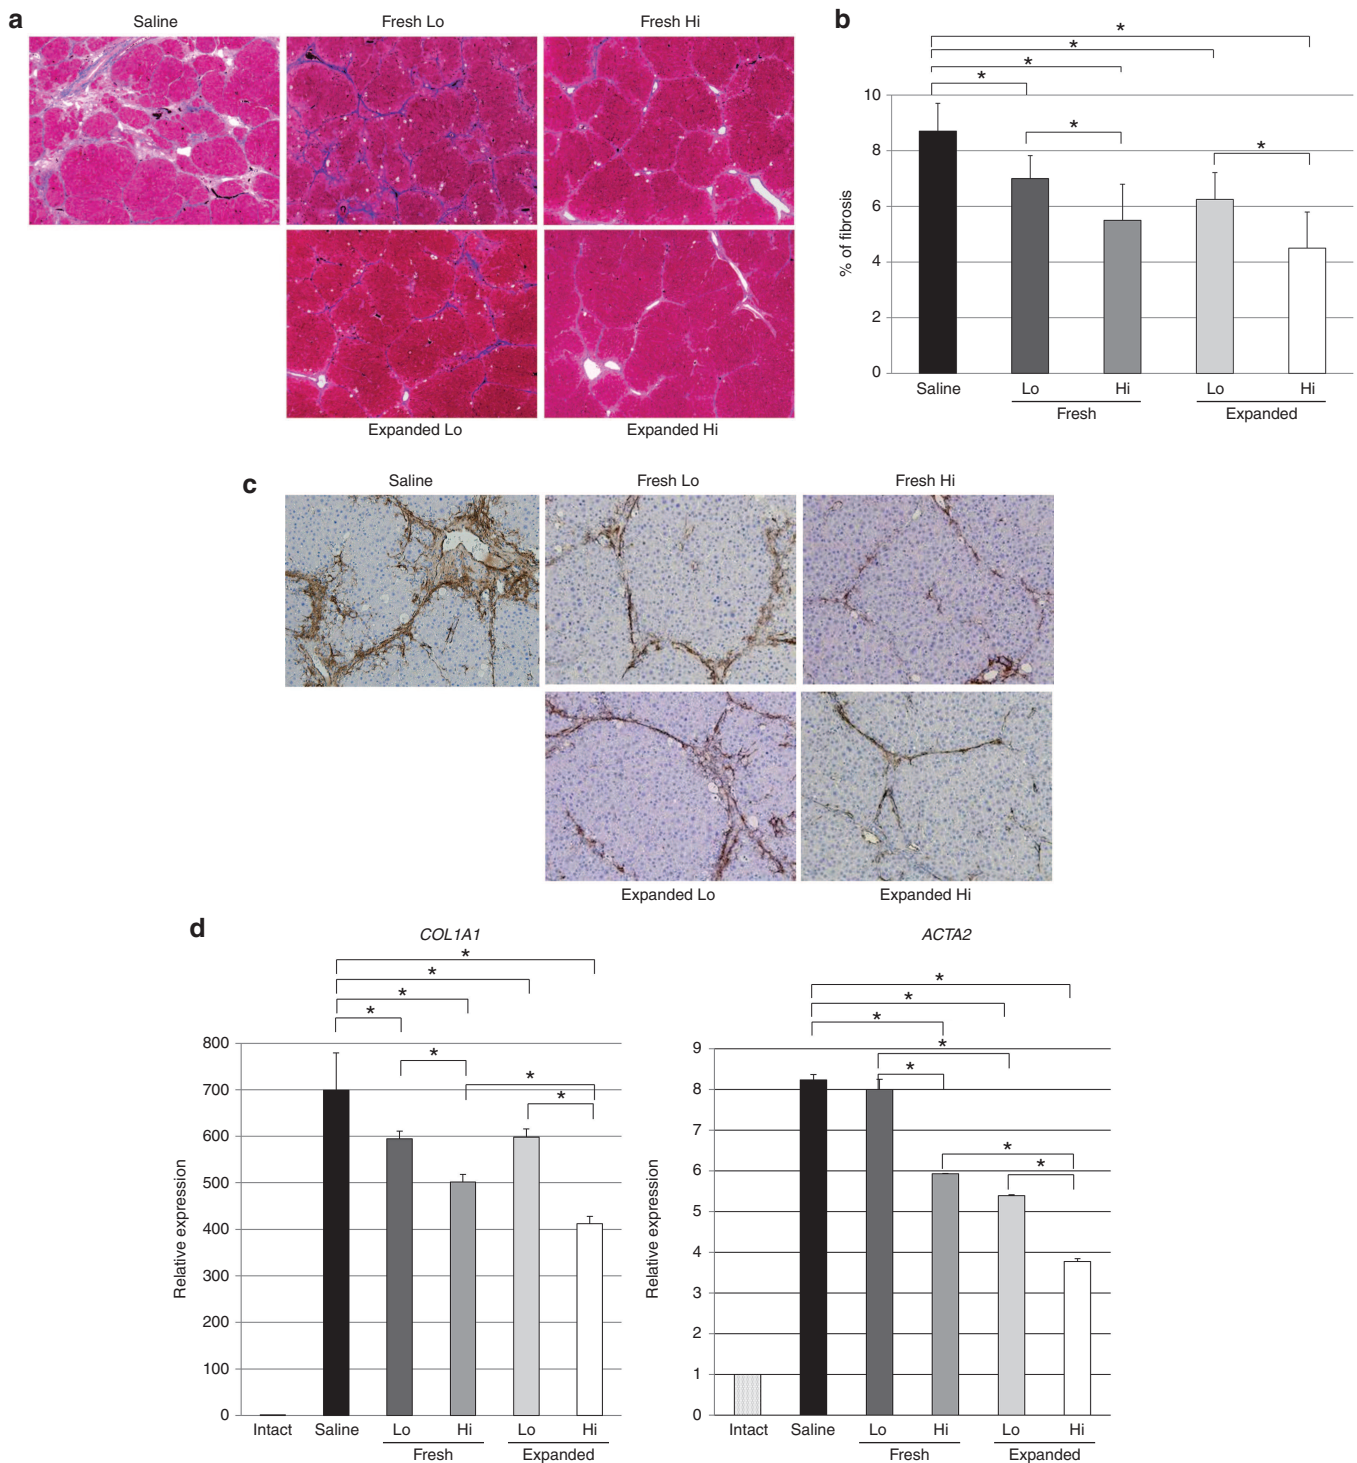 a
Saline Fresh Lo Fresh Hi
Expanded Lo Expanded Hi
b
* * * * * *
% of fibrosis
10
8
6
4
2
0
Saline Lo Hi Lo Hi
Fresh Expanded
c
Saline Fresh Lo Fresh Hi
Expanded Lo Expanded Hi
d
COL1A1
* * * * * * *
Relative expression
800
700
600
500
400
300
200
100
0
Intact Saline Lo Hi Lo Hi
Fresh Expanded
ACTA2
* * * * * * *
Relative expression
9
8
7
6
5
4
3
2
1
0
Intact Saline Lo Hi Lo Hi
Fresh Expanded